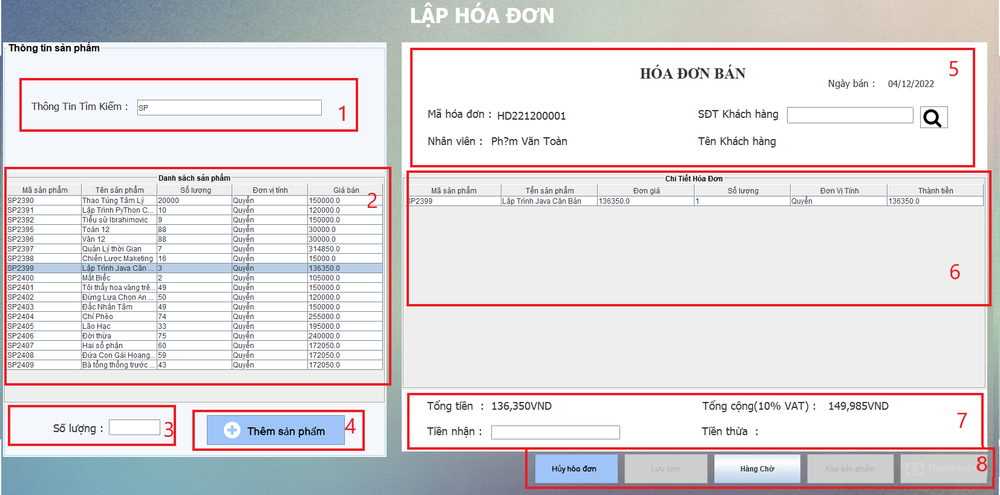 LẬP HÓA ĐƠN
Thông tin sản phẩm
Thông Tin Tìm Kiếm : SP
1
Danh sách sản phẩm
Mã sản phẩm Tên sản phẩm Số lượng Đơn vị tính Giá bán
SP2390 Thao Túng Tâm Lý 20000 Quyển 150000.0
SP2391 Lập Trình PyThon C... 10 Quyển 120000.0
SP2392 Tiểu sử Ibrahimovic 9 Quyển 150000.0
SP2395 Toán 12 88 Quyển 30000.0
SP2396 Văn 12 88 Quyển 30000.0
SP2397 Quản Lý thời Gian 7 Quyển 314850.0
SP2398 Chiến Lược Maketing 16 Quyển 15000.0
SP2399 Lập Trình Java Căn ... 3 Quyển 136350.0
SP2400 Mắt Biếc 2 Quyển 105000.0
SP2401 Tôi thấy hoa vàng trê... 49 Quyển 150000.0
SP2402 Đừng Lựa Chọn An ... 50 Quyển 120000.0
SP2403 Đắc Nhân Tâm 49 Quyển 150000.0
SP2404 Chí Phèo 74 Quyển 255000.0
SP2405 Lão Hạc 33 Quyển 195000.0
SP2406 Đời thừa 75 Quyển 240000.0
SP2407 Hai số phận 60 Quyển 172050.0
SP2408 Đứa Con Gái Hoang... 59 Quyển 172050.0
SP2409 Bà tổng thống trước ... 43 Quyển 172050.0
2
Số lượng :
3
Thêm sản phẩm
4
HÓA ĐƠN BÁN
5
Ngày bán : 04/12/2022
Mã hóa đơn : HD221200001 SĐT Khách hàng
Nhân viên : Ph?m Văn Toàn Tên Khách hàng
Chi Tiết Hóa Đơn
Mã sản phẩm Tển sản phẩm Đơn giá Số lượng Đơn Vị Tính Thành tiền
SP2399 Lập Trình Java Căn Bản 136350.0 1 Quyển 136350.0
6
Tổng tiền : 136,350VND Tổng cộng(10% VAT) : 149,985VND
Tiền nhận : Tiền thừa :
7
Hủy hóa đơn Lưu tạm Hàng Chờ Xóa sản phẩm Thanh toán
8